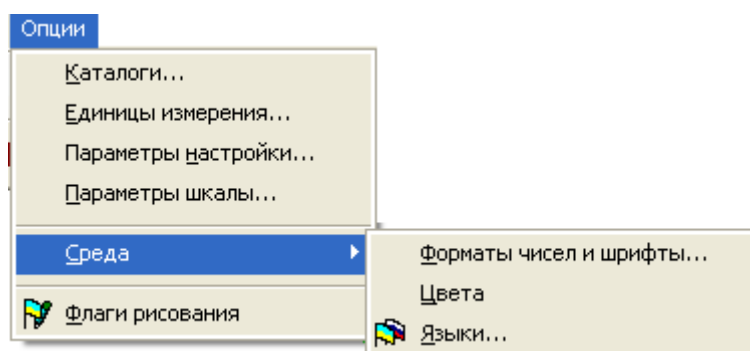 Опции
Каталоги...
Единицы измерения...
Параметры настройки...
Параметры шкалы...
Среда
Форматы чисел и шрифты...
Цвета
Флаги рисования
Языки...